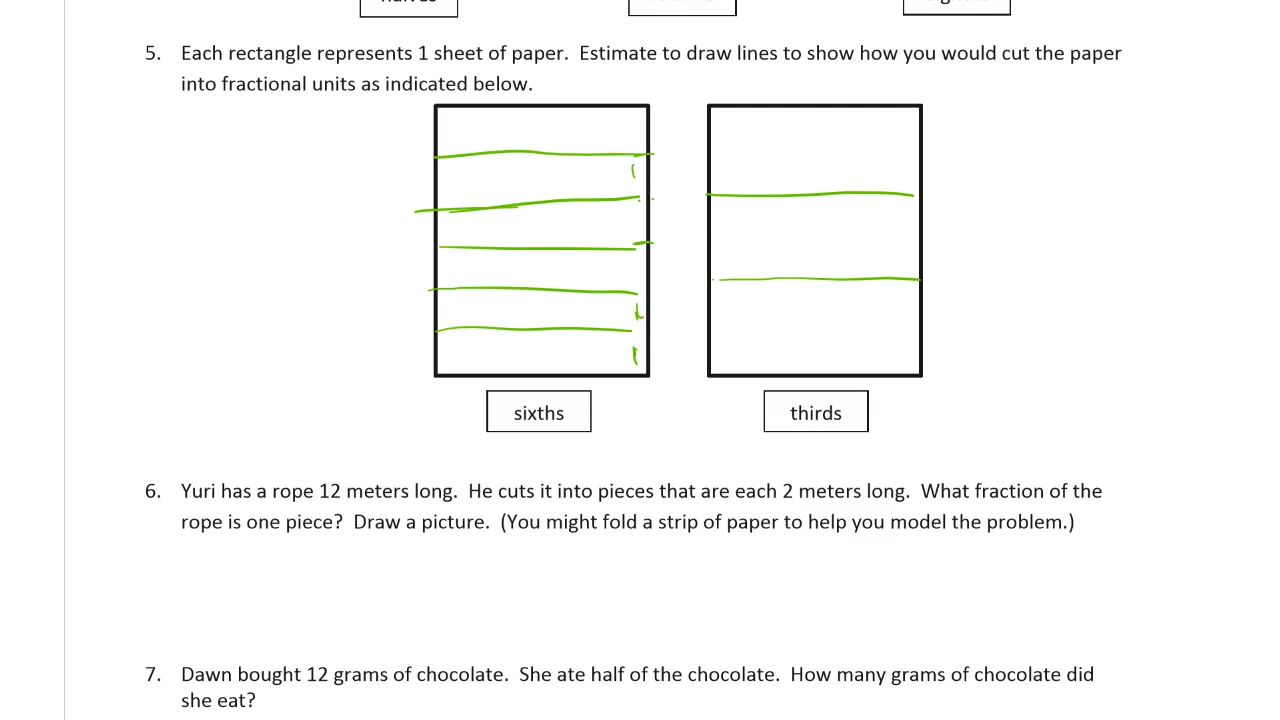 5. Each rectangle represents 1 sheet of paper. Estimate to draw lines to show how you would cut the paper
into fractional units as indicated below.
sixths
thirds
6. Yuri has a rope 12 meters long. He cuts it into pieces that are each 2 meters long. What fraction of the
rope is one piece? Draw a picture. (You might fold a strip of paper to help you model the problem.)
7. Dawn bought 12 grams of chocolate. She ate half of the chocolate. How many grams of chocolate did
she eat?